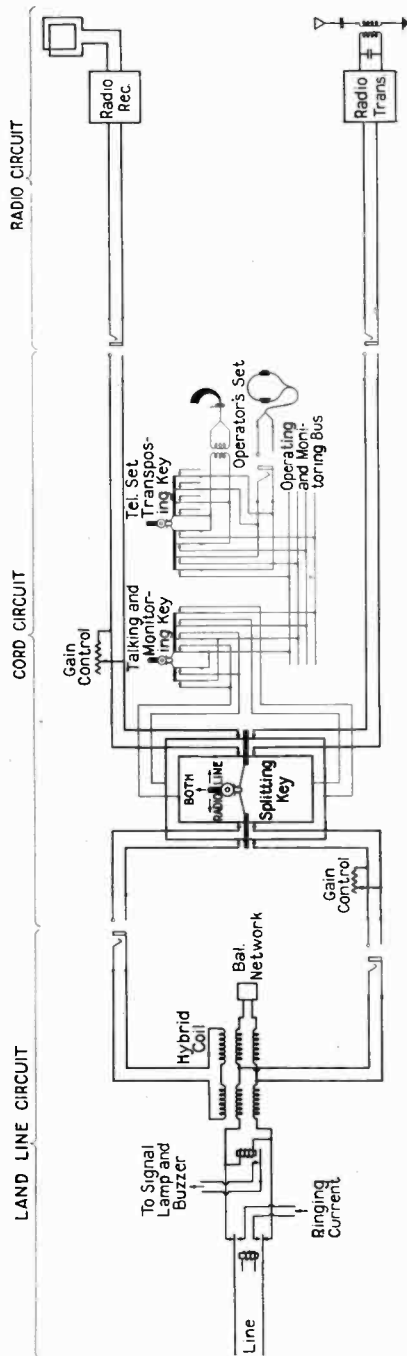 LAND LINE CIRCUIT
CORD CIRCUIT
RADIO CIRCUIT
Line
To Signal
Lamp and
Buzzer
Ringing
Current
Hybrid
Coil
Bal.
Network
Gain
Control
BOTH
RADIO
LINE
Splitting
Key
Gain
Control
Talking and
Monitor-
ing Key
Tel. Set
Transpos-
ing Key
Operator's Set
Operating
and Moni-
toring Bus
Radio
Rec.
Radio
Trans.